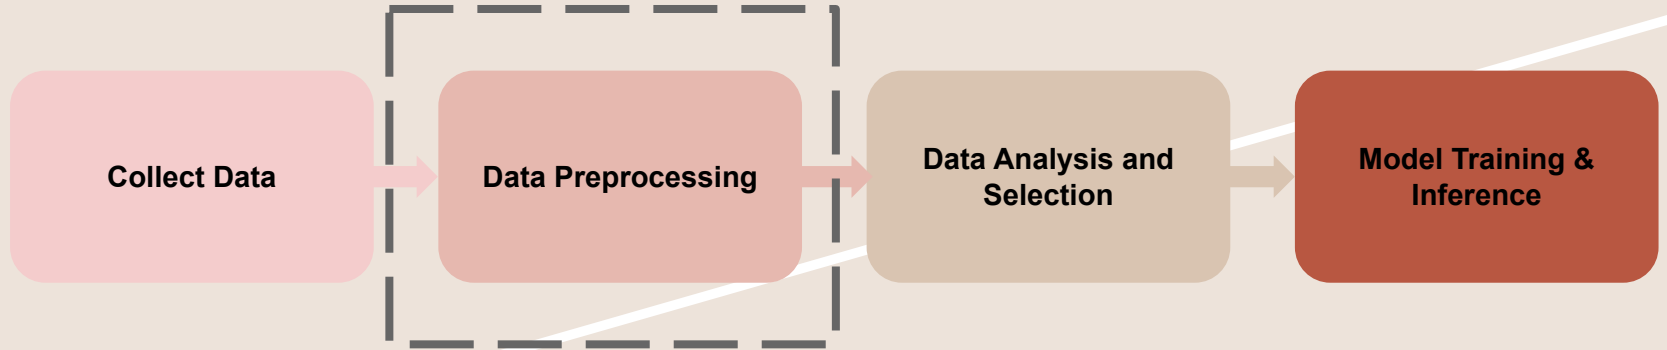 Collect Data
Data Preprocessing
Data Analysis and
Selection
Model Training &
Inference